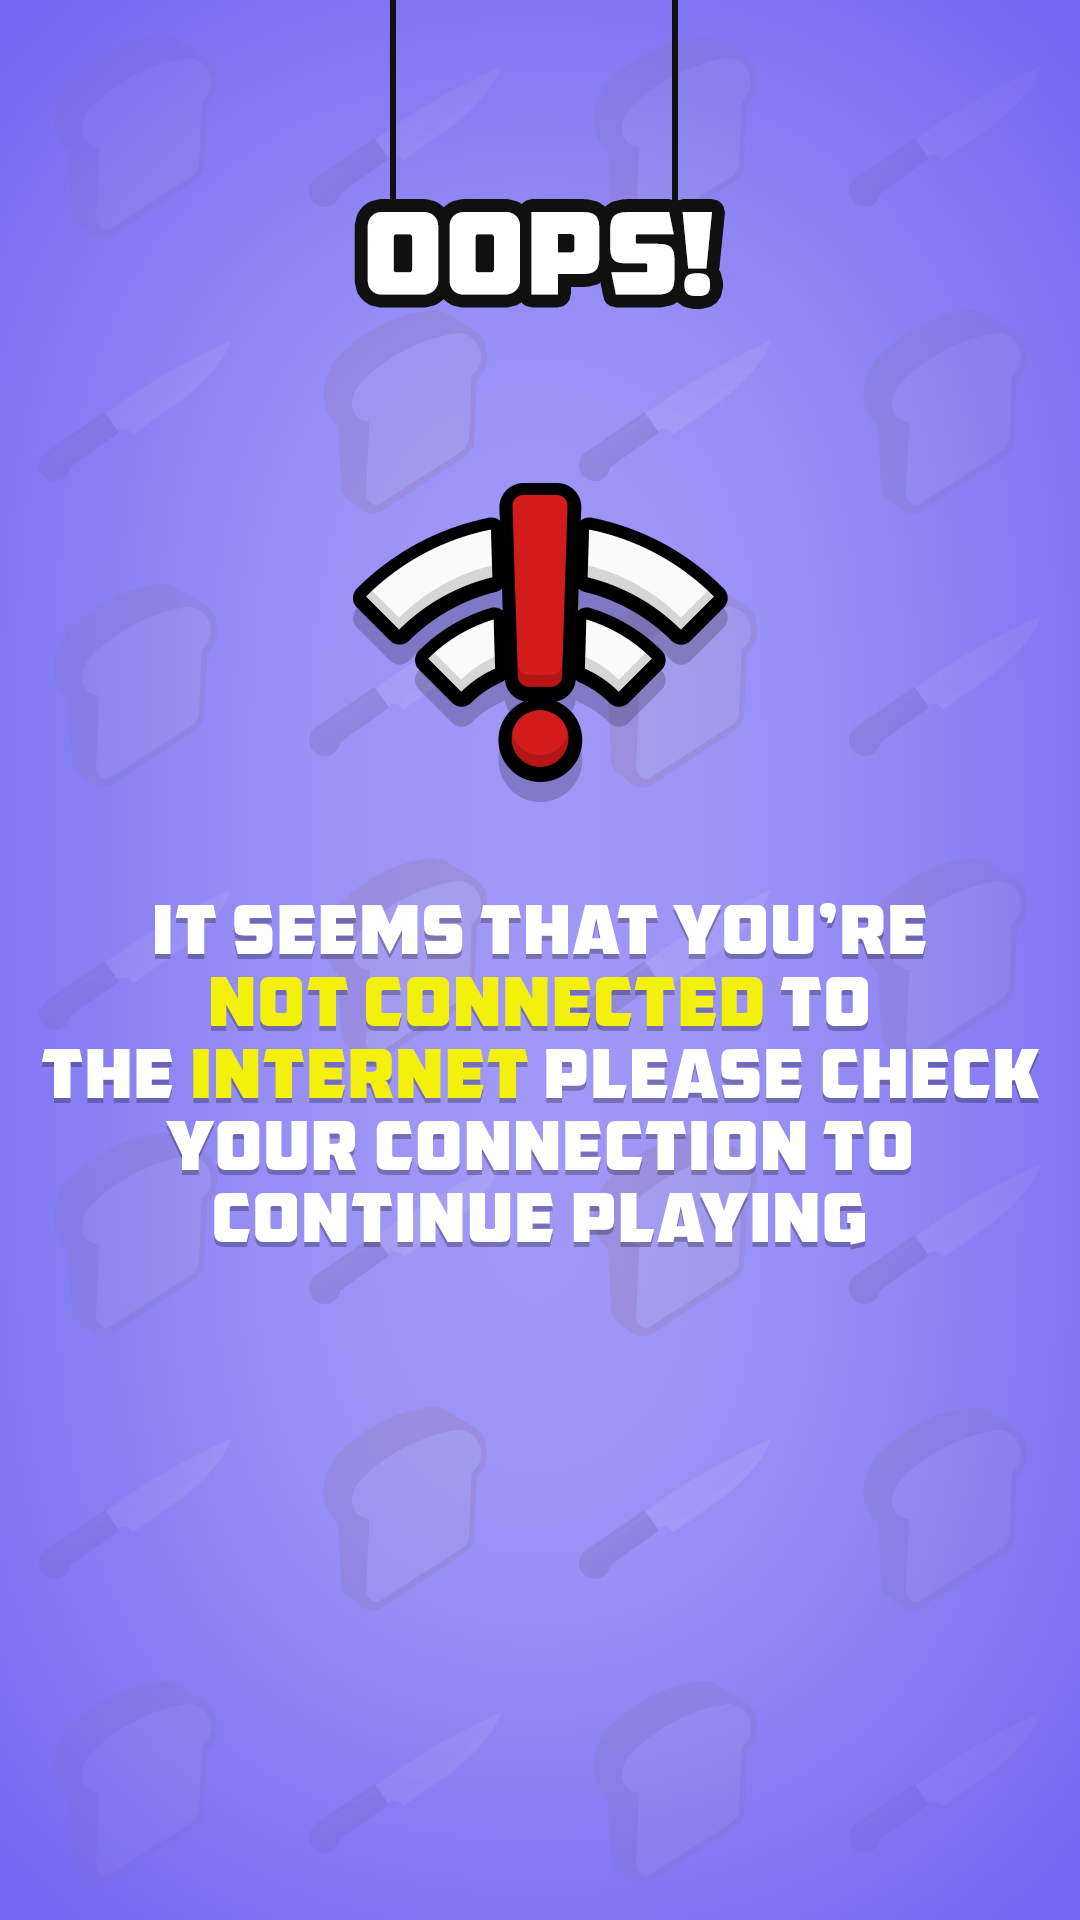 OOPS!
IT SEEMS THAT YOU'RE
NOT CONNECTED TO
THE INTERNET PLEASE CHECK
YOUR CONNECTION TO
CONTINUE PLAYING